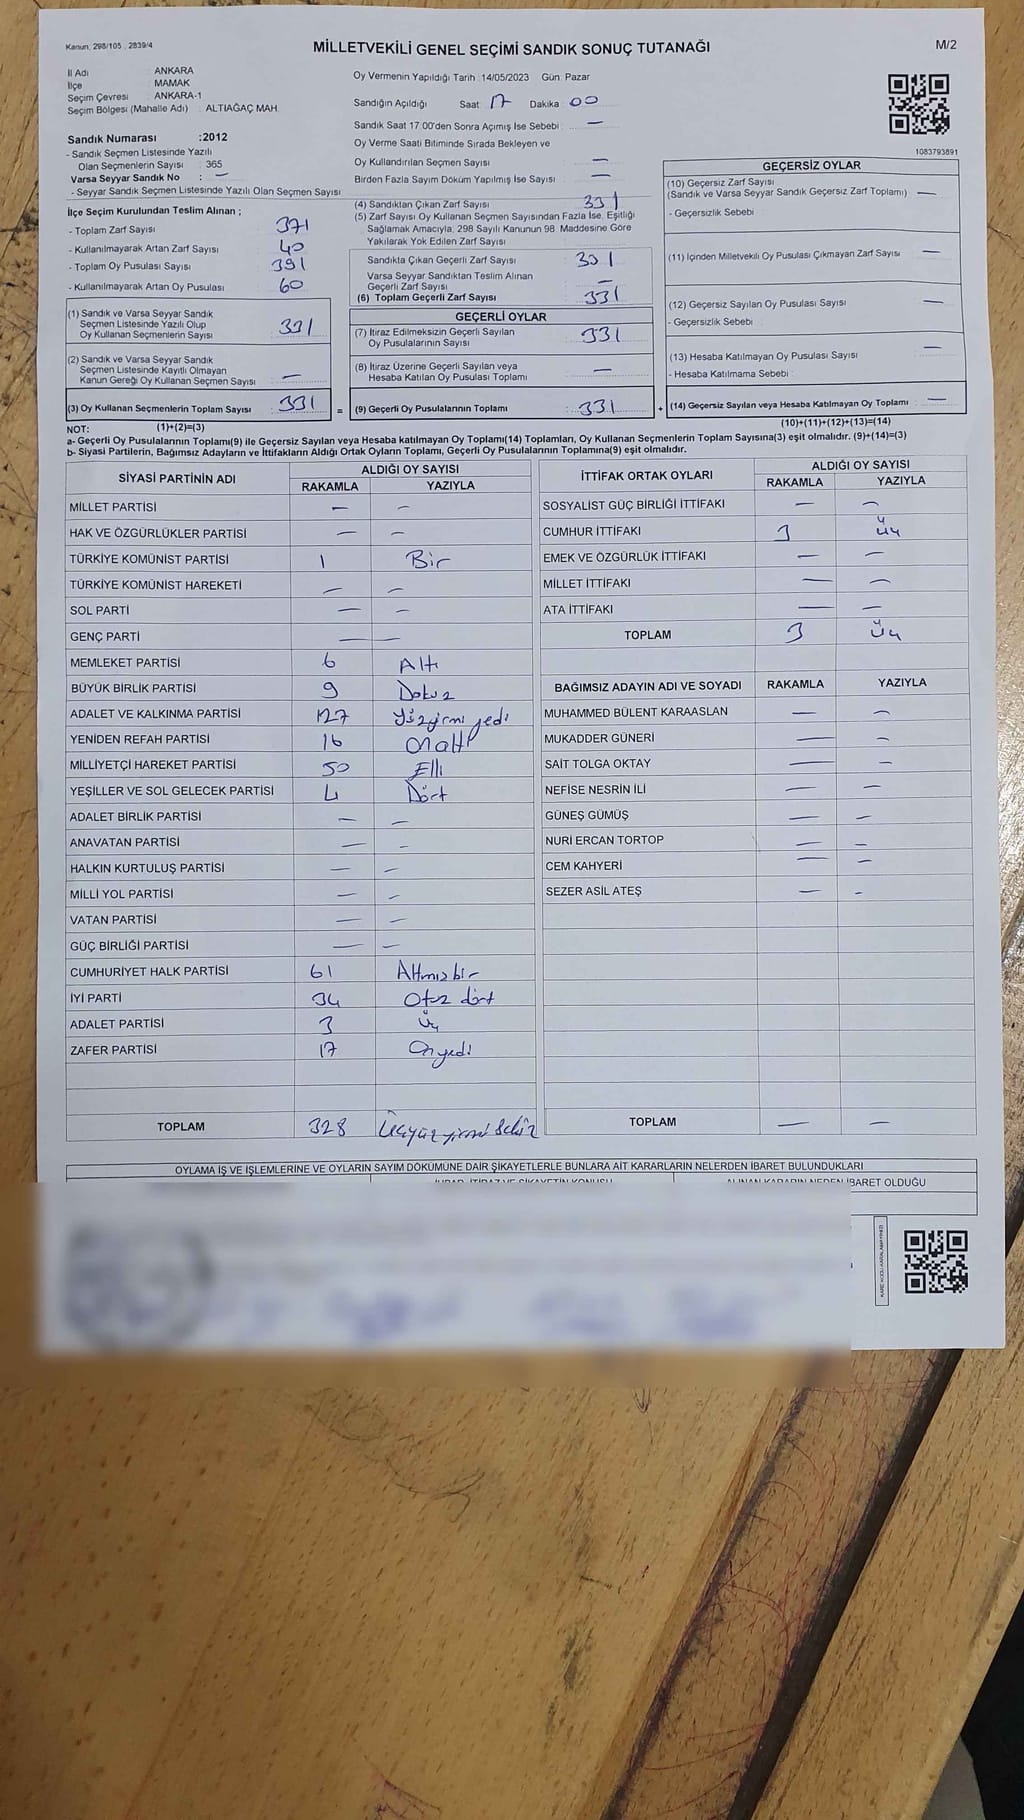 Kanun: 298/105 , 2839/4
MİLLETVEKİLİ GENEL SEÇİMİ SANDIK SONUÇ TUTANAĞI
M/2
İl Adı ANKARA
İlçe MAMAK
Seçim Çevresi ANKARA-1
Seçim Bölgesi (Mahalle Adı) ALTIAĞAÇ MAH.
Sandık Numarası :2012
- Sandık Seçmen Listesinde Yazılı
Olan Seçmenlerin Sayısı : 365
Varsa Seyyar Sandık No : —
- Seyyar Sandık Seçmen Listesinde Yazılı Olan Seçmen Sayısı
İlçe Seçim Kurulundan Teslim Alınan ;
- Toplam Zarf Sayısı 371
- Kullanılmayarak Artan Zarf Sayısı 40
- Toplam Oy Pusulası Sayısı 391
- Kullanılmayarak Artan Oy Pusulası 60
(1) Sandık ve Varsa Seyyar Sandık
Seçmen Listesinde Yazılı Olup
Oy Kullanan Seçmenlerin Sayısı 331
(2) Sandık ve Varsa Seyyar Sandık
Seçmen Listesinde Kayıtlı Olmayan
Kanun Gereği Oy Kullanan Seçmen Sayısı —
(3) Oy Kullanan Seçmenlerin Toplam Sayısı 331 =
Oy Vermenin Yapıldığı Tarih :14/05/2023 Gün: Pazar
Sandığın Açıldığı Saat 17 Dakika 00
Sandık Saat 17:00'den Sonra Açılmış İse Sebebi : —
Oy Verme Saati Bitiminde Sırada Bekleyen ve
Oy Kullandırılan Seçmen Sayısı —
Birden Fazla Sayım Döküm Yapılmış İse Sayısı —
(4) Sandıktan Çıkan Zarf Sayısı 331
(5) Zarf Sayısı Oy Kullanan Seçmen Sayısından Fazla İse, Eşitliği
Sağlamak Amacıyla, 298 Sayılı Kanunun 98. Maddesine Göre
Yakılarak Yok Edilen Zarf Sayısı
Sandıkta Çıkan Geçerli Zarf Sayısı 331
Varsa Seyyar Sandıktan Teslim Alınan
Geçerli Zarf Sayısı —
(6) Toplam Geçerli Zarf Sayısı 331
GEÇERLİ OYLAR
(7) İtiraz Edilmeksizin Geçerli Sayılan
Oy Pusulalarının Sayısı 331
(8) İtiraz Üzerine Geçerli Sayılan veya
Hesaba Katılan Oy Pusulası Toplamı —
(9) Geçerli Oy Pusulalarının Toplamı 331 +
1083793891
GEÇERSİZ OYLAR
(10) Geçersiz Zarf Sayısı
(Sandık ve Varsa Seyyar Sandık Geçersiz Zarf Toplamı) —
- Geçersizlik Sebebi
(11) İçinden Milletvekili Oy Pusulası Çıkmayan Zarf Sayısı —
(12) Geçersiz Sayılan Oy Pusulası Sayısı —
- Geçersizlik Sebebi :
(13) Hesaba Katılmayan Oy Pusulası Sayısı —
- Hesaba Katılmama Sebebi :
(14) Geçersiz Sayılan veya Hesaba Katılmayan Oy Toplamı —
NOT: (1)+(2)=(3) (10)+(11)+(12)+(13)=(14)
a- Geçerli Oy Pusulalarının Toplamı(9) ile Geçersiz Sayılan veya Hesaba katılmayan Oy Toplamı(14) Toplamları, Oy Kullanan Seçmenlerin Toplam Sayısına(3) eşit olmalıdır. (9)+(14)=(3)
b- Siyasi Partilerin, Bağımsız Adayların ve İttifakların Aldığı Ortak Oyların Toplamı, Geçerli Oy Pusulalarının Toplamına(9) eşit olmalıdır.
SİYASİ PARTİNİN ADI ALDIĞI OY SAYISI
RAKAMLA YAZIYLA
MİLLET PARTİSİ — —
HAK VE ÖZGÜRLÜKLER PARTİSİ — —
TÜRKİYE KOMÜNİST PARTİSİ 1 Bir
TÜRKİYE KOMÜNİST HAREKETİ — —
SOL PARTİ — —
GENÇ PARTİ — —
MEMLEKET PARTİSİ 6 Altı
BÜYÜK BİRLİK PARTİSİ 9 Dokuz
ADALET VE KALKINMA PARTİSİ 127 Yüzyirmi yedi
YENİDEN REFAH PARTİSİ 16 Onaltı
MİLLİYETÇİ HAREKET PARTİSİ 50 Elli
YEŞİLLER VE SOL GELECEK PARTİSİ 4 Dört
ADALET BİRLİK PARTİSİ — —
ANAVATAN PARTİSİ — —
HALKIN KURTULUŞ PARTİSİ — —
MİLLİ YOL PARTİSİ — —
VATAN PARTİSİ — —
GÜÇ BİRLİĞİ PARTİSİ — —
CUMHURİYET HALK PARTİSİ 61 Altmışbir
İYİ PARTİ 34 Otuz dört
ADALET PARTİSİ 3 Üç
ZAFER PARTİSİ 17 Onyedi
TOPLAM 328 Üçyüzyirmi Sekiz
İTTİFAK ORTAK OYLARI ALDIĞI OY SAYISI
RAKAMLA YAZIYLA
SOSYALİST GÜÇ BİRLİĞİ İTTİFAKI — —
CUMHUR İTTİFAKI 3 Üç
EMEK VE ÖZGÜRLÜK İTTİFAKI — —
MİLLET İTTİFAKI — —
ATA İTTİFAKI — —
TOPLAM 3 Üç
BAĞIMSIZ ADAYIN ADI VE SOYADI RAKAMLA YAZIYLA
MUHAMMED BÜLENT KARAASLAN — —
MUKADDER GÜNERİ — —
SAİT TOLGA OKTAY — —
NEFİSE NESRİN İLİ — —
GÜNEŞ GÜMÜŞ — —
NURİ ERCAN TORTOP — —
CEM KAHYERİ — —
SEZER ASİL ATEŞ — —
TOPLAM — —
OYLAMA İŞ VE İŞLEMLERİNE VE OYLARIN SAYIM DÖKÜMÜNE DAİR ŞİKAYETLERLE BUNLARA AİT KARARLARIN NELERDEN İBARET BULUNDUKLARI
İBARET OLDUĞU